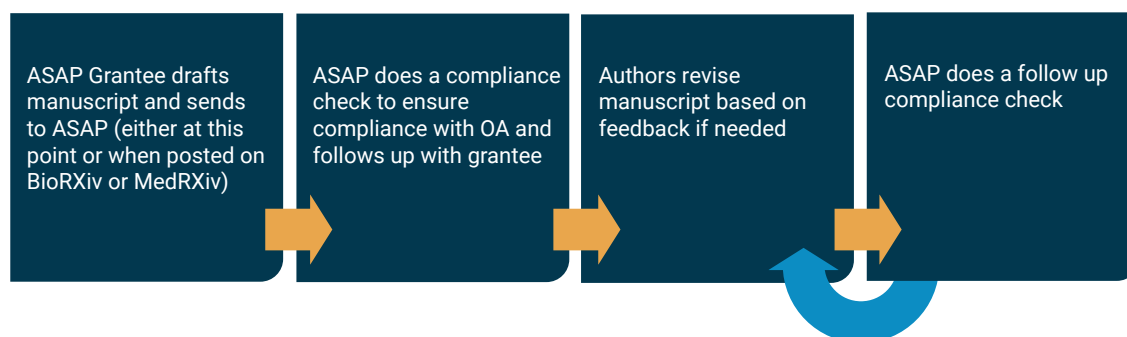 ASAP Grantee drafts
manuscript and sends
to ASAP (either at this
point or when posted on
BioRXiv or MedRXiv)
ASAP does a compliance
check to ensure
compliance with OA and
follows up with grantee
Authors revise
manuscript based on
feedback if needed
ASAP does a follow up
compliance check